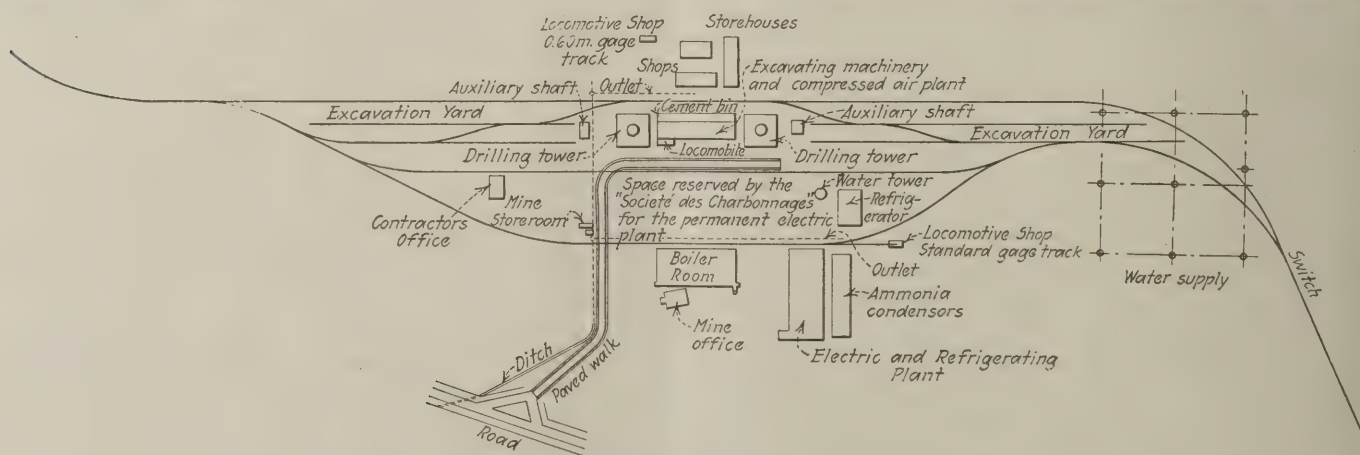 Locomotive Shop
0.60m. gage
track
Storehouses
Shops
Excavating machinery
and compressed air plant
Auxiliary shaft
Outlet
Cement bin
Auxiliary shaft
Excavation Yard
Excavation Yard
Drilling tower
Locomobile
Drilling tower
Space reserved by the
"Societé des Charbonnages"
for the permanent electric
plant
Water tower
Refrig-
erator
Contractors
Office
Mine
Storeroom
Locomotive Shop
Standard gage track
Outlet
Boiler
Room
Water supply
Switch
Ammonia
condensors
Mine
office
Electric and Refrigerating
Plant
Ditch
Paved walk
Road